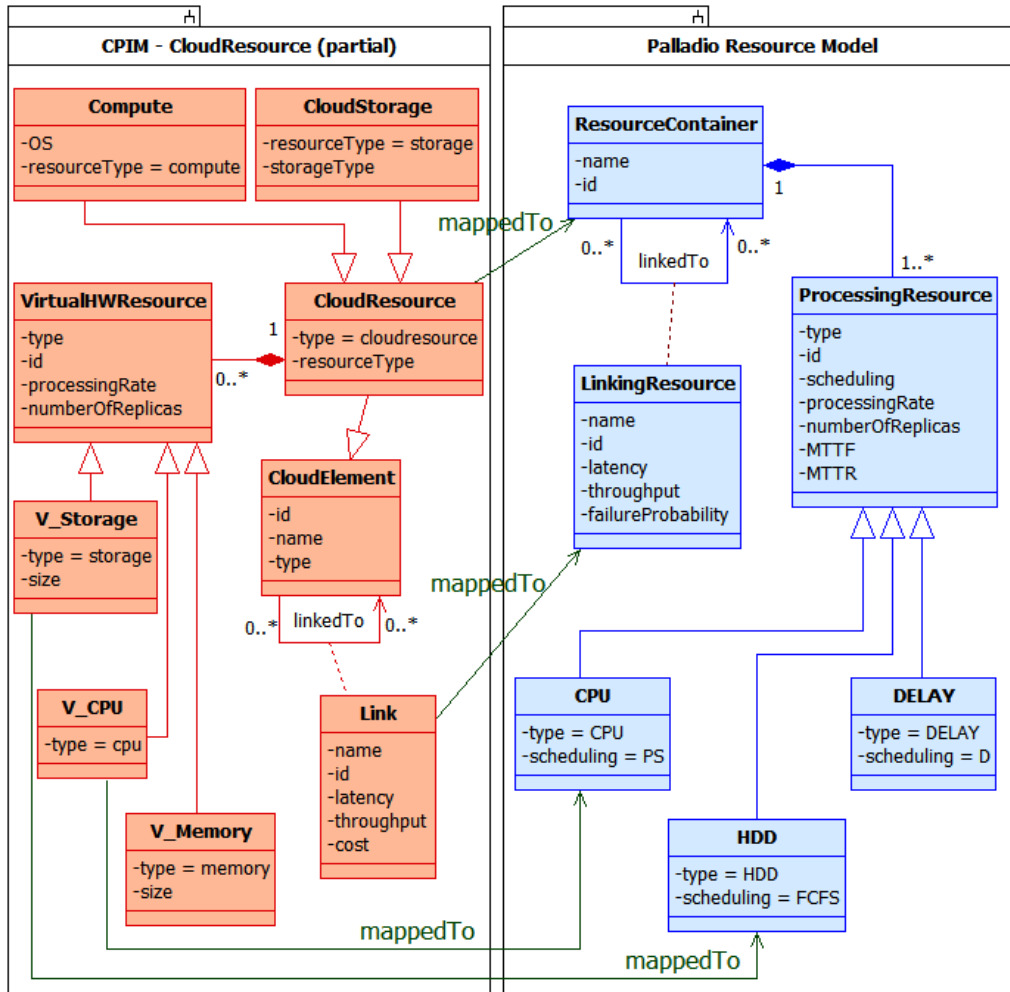 CPIM - CloudResource (partial)
Compute
-OS
-resourceType = compute
CloudStorage
-resourceType = storage
-storageType
VirtualHWResource
-type
-id
-processingRate
-numberOfReplicas
1
0..*
CloudResource
-type = cloudresource
-resourceType
V_Storage
-type = storage
-size
CloudElement
-id
-name
-type
0..*
linkedTo
0..*
V_CPU
-type = cpu
V_Memory
-type = memory
-size
Link
-name
-id
-latency
-throughput
-cost
mappedTo
mappedTo
mappedTo
mappedTo
Palladio Resource Model
ResourceContainer
-name
-id
1
0..*
linkedTo
0..*
1..*
ProcessingResource
-type
-id
-scheduling
-processingRate
-numberOfReplicas
-MTTF
-MTTR
LinkingResource
-name
-id
-latency
-throughput
-failureProbability
CPU
-type = CPU
-scheduling = PS
DELAY
-type = DELAY
-scheduling = D
HDD
-type = HDD
-scheduling = FCFS